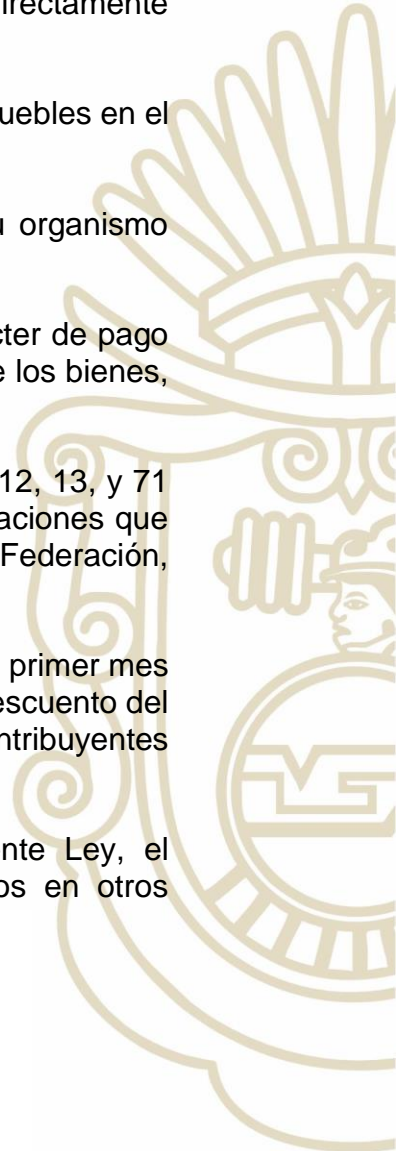 irectamente
uebles en el
u organismo
cter de pago
e los bienes,
12, 13, y 71
aciones que
Federación,
primer mes
escuento del
ntribuyentes
nte Ley, el
os en otros